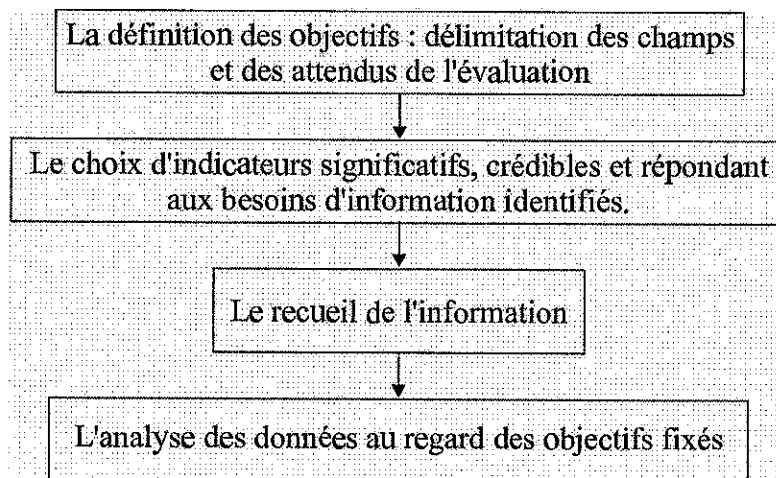 La définition des objectifs : délimitation des champs
et des attendus de l'évaluation
Le choix d'indicateurs significatifs, crédibles et répondant
aux besoins d'information identifiés.
Le recueil de l'information
L'analyse des données au regard des objectifs fixés